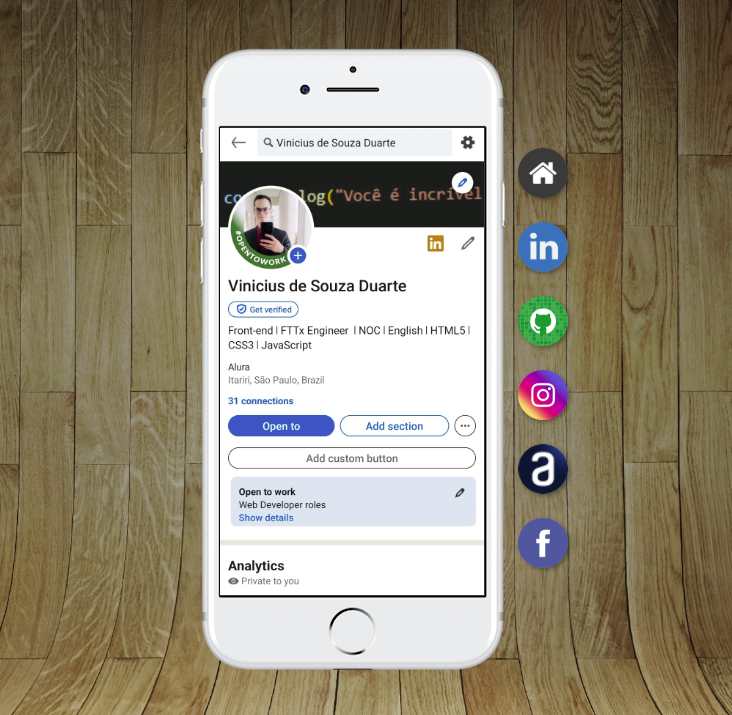 Vinicius de Souza Duarte
log("Você é incrível
#OPENTOWORK
in
Vinicius de Souza Duarte
Get verified
Front-end | FTTx Engineer | NOC | English | HTML5 |
CSS3 | JavaScript
Alura
Itariri, São Paulo, Brazil
31 connections
Open to
Add section
Add custom button
Open to work
Web Developer roles
Show details
Analytics
Private to you
in
a
f